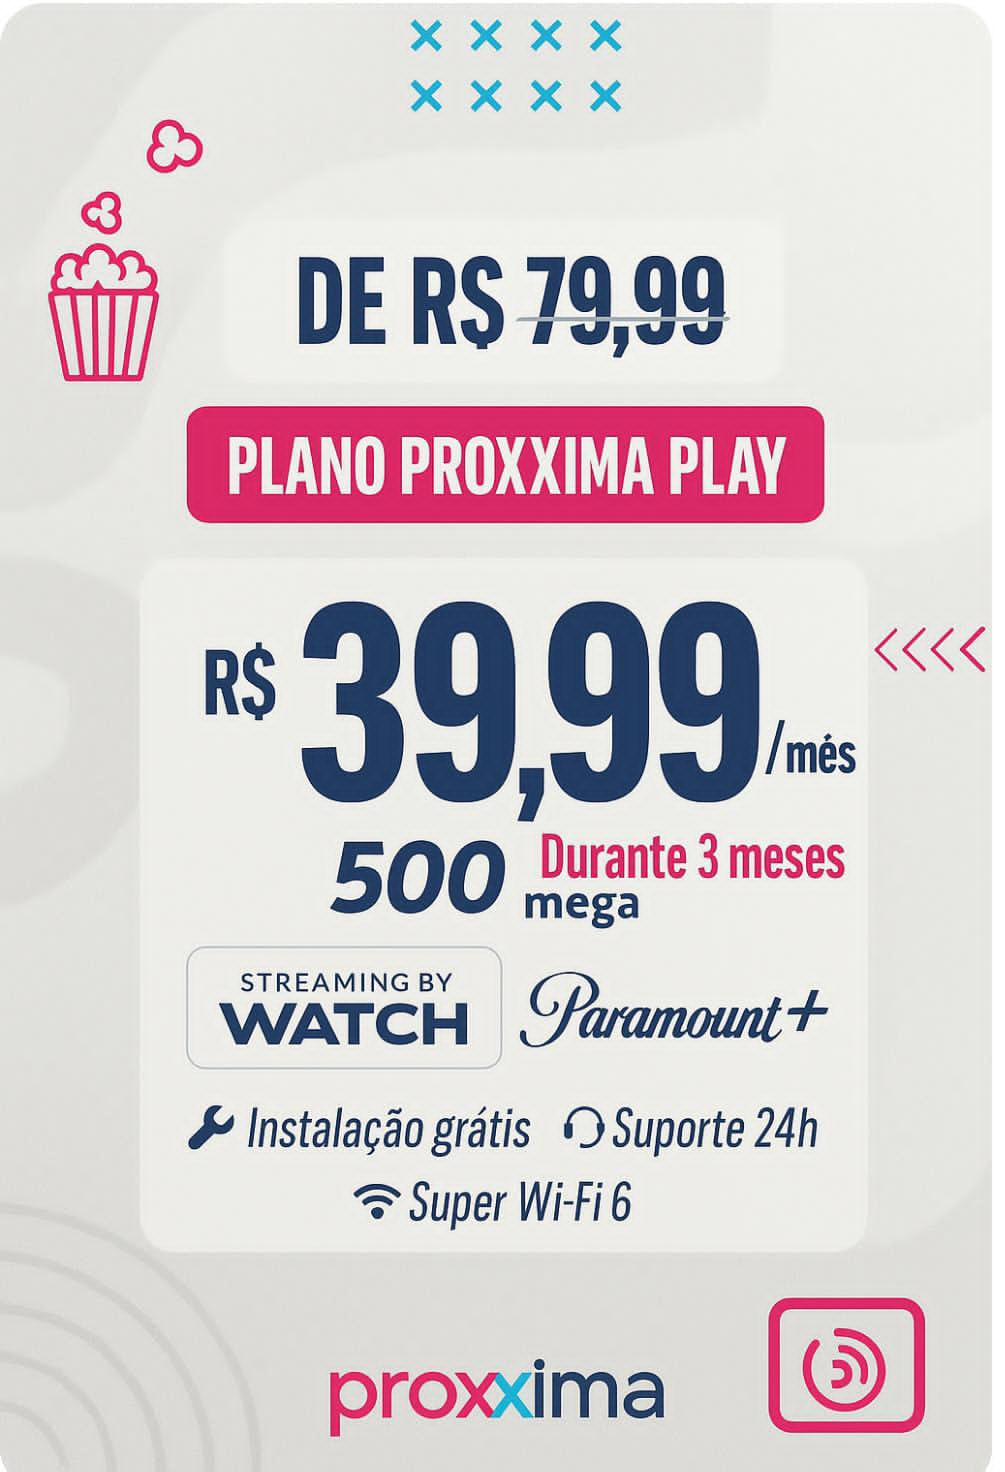 DE R$ 79,99
PLANO PROXXIMA PLAY
R$ 39,99/més
500 mega
Durante 3 meses
STREAMING BY
WATCH
Paramount+
Instalação grátis Suporte 24h
Super Wi-Fi 6
proxxima